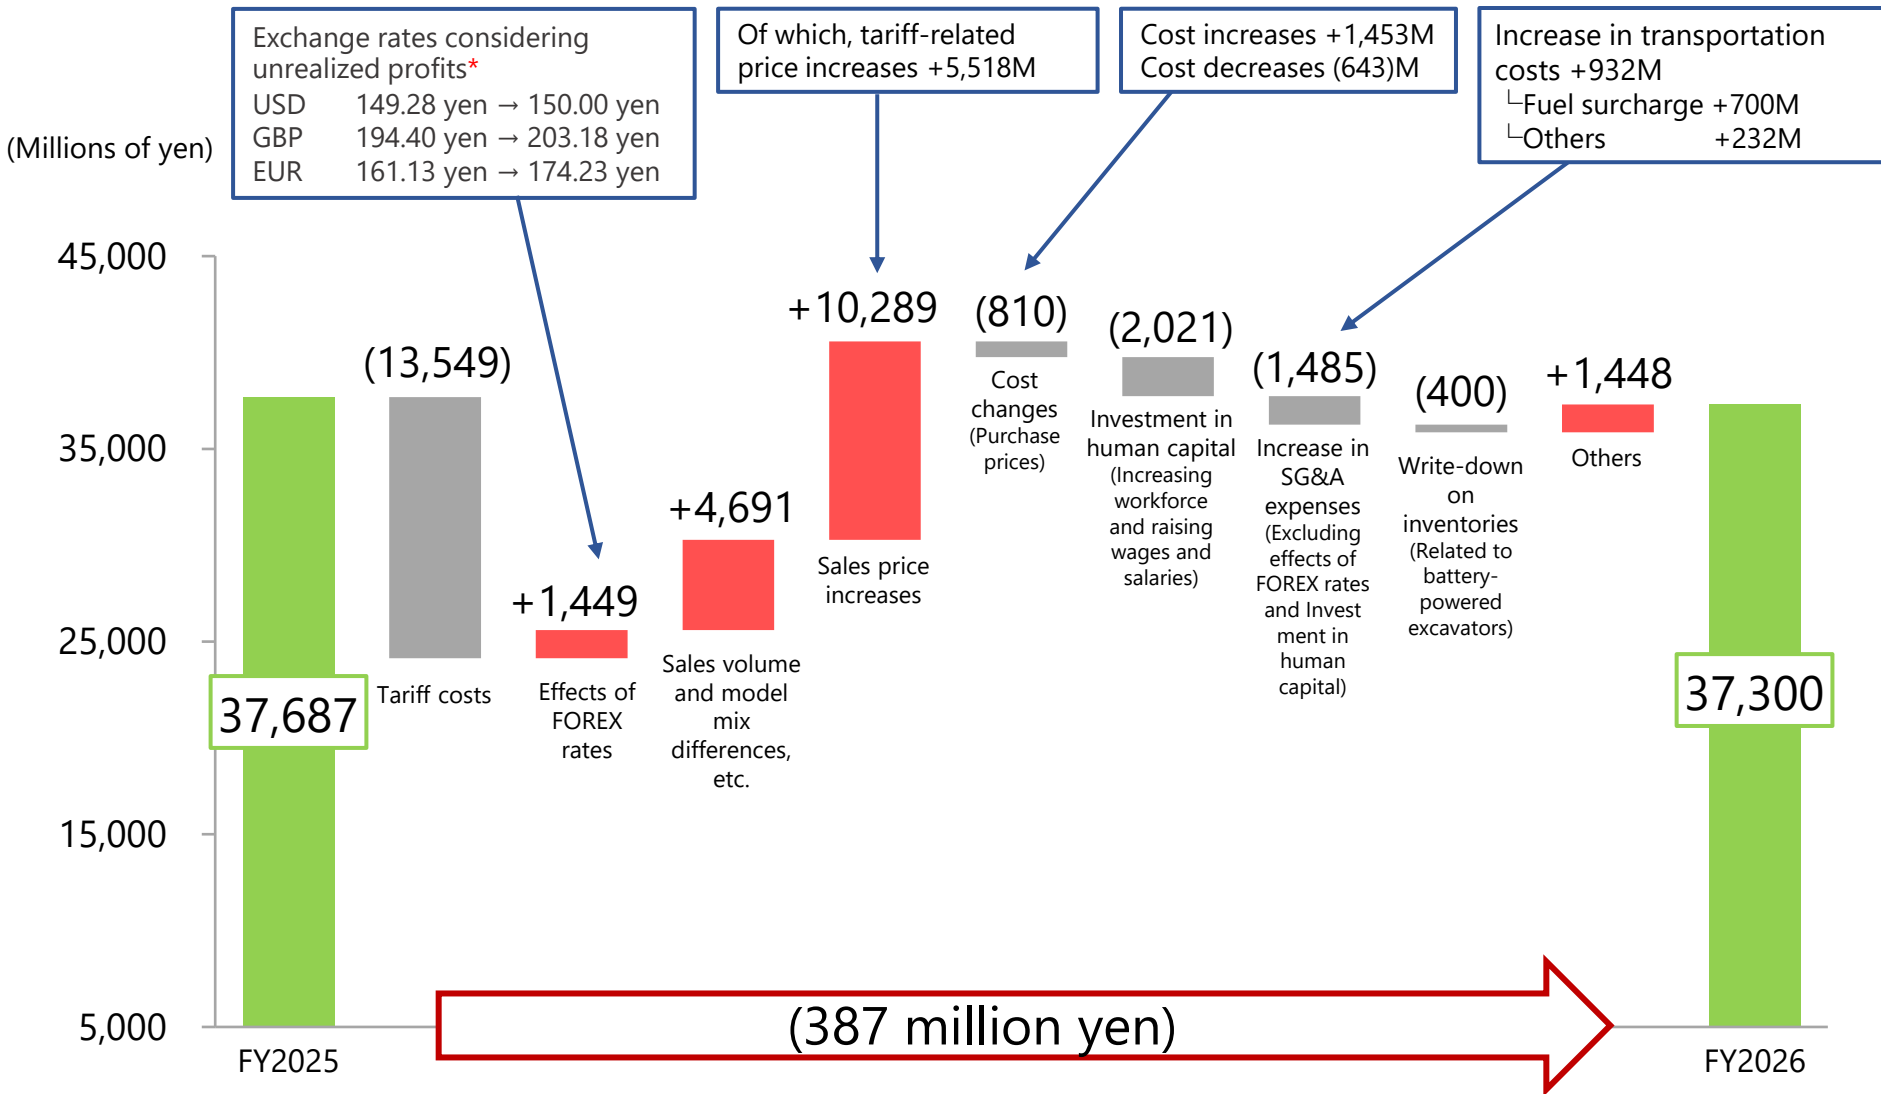 Exchange rates considering
unrealized profits*
USD 149.28 yen → 150.00 yen
GBP 194.40 yen → 203.18 yen
EUR 161.13 yen → 174.23 yen
Of which, tariff-related
price increases +5,518M
Cost increases +1,453M
Cost decreases (643)M
Increase in transportation
costs +932M
└Fuel surcharge +700M
└Others +232M
(Millions of yen)
45,000
35,000
25,000
15,000
5,000
37,687
FY2025
(13,549)
Tariff costs
+1,449
Effects of
FOREX
rates
+4,691
Sales volume
and model
mix
differences,
etc.
+10,289
Sales price
increases
(810)
Cost
changes
(Purchase
prices)
(2,021)
Investment in
human capital
(Increasing
workforce
and raising
wages and
salaries)
(1,485)
Increase in
SG&A
expenses
(Excluding
effects of
FOREX rates
and Invest
ment in
human
capital)
(400)
Write-down
on
inventories
(Related to
battery-
powered
excavators)
+1,448
Others
37,300
FY2026
(387 million yen)